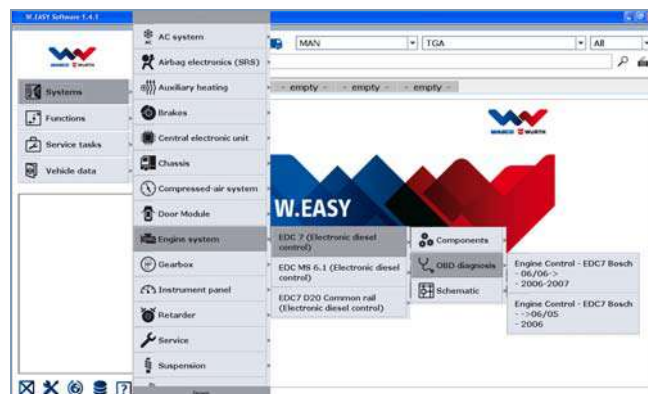 W.EASY Software 1.4.1
MAN
TGA
All
- empty -
- empty -
- empty -
WABCO WURTH
Systems
Functions
Service tasks
Vehicle data
AC system
Airbag electronics (SRS)
Auxiliary heating
Brakes
Central electronic unit
Chassis
Compressed-air system
Door Module
Engine system
Gearbox
Instrument panel
Retarder
Service
Suspension
WABCO WURTH
W.EASY
EDC 7 (Electronic diesel
control)
EDC MS 6.1 (Electronic diesel
control)
EDC7 D20 Common rail
(Electronic diesel control)
Components
OBD diagnosis
Schematic
Engine Control - EDC7 Bosch
- 06/06->
- 2006-2007
Engine Control - EDC7 Bosch
- -->06/05
- 2006